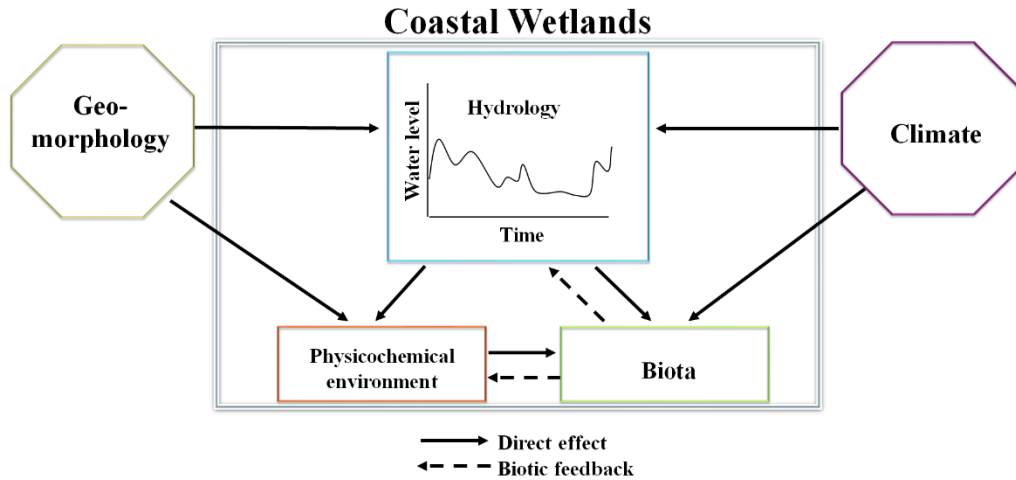 Coastal Wetlands
Geo-
morphology
Hydrology
Water level
Time
Climate
Physicochemical
environment
Biota
Direct effect
Biotic feedback